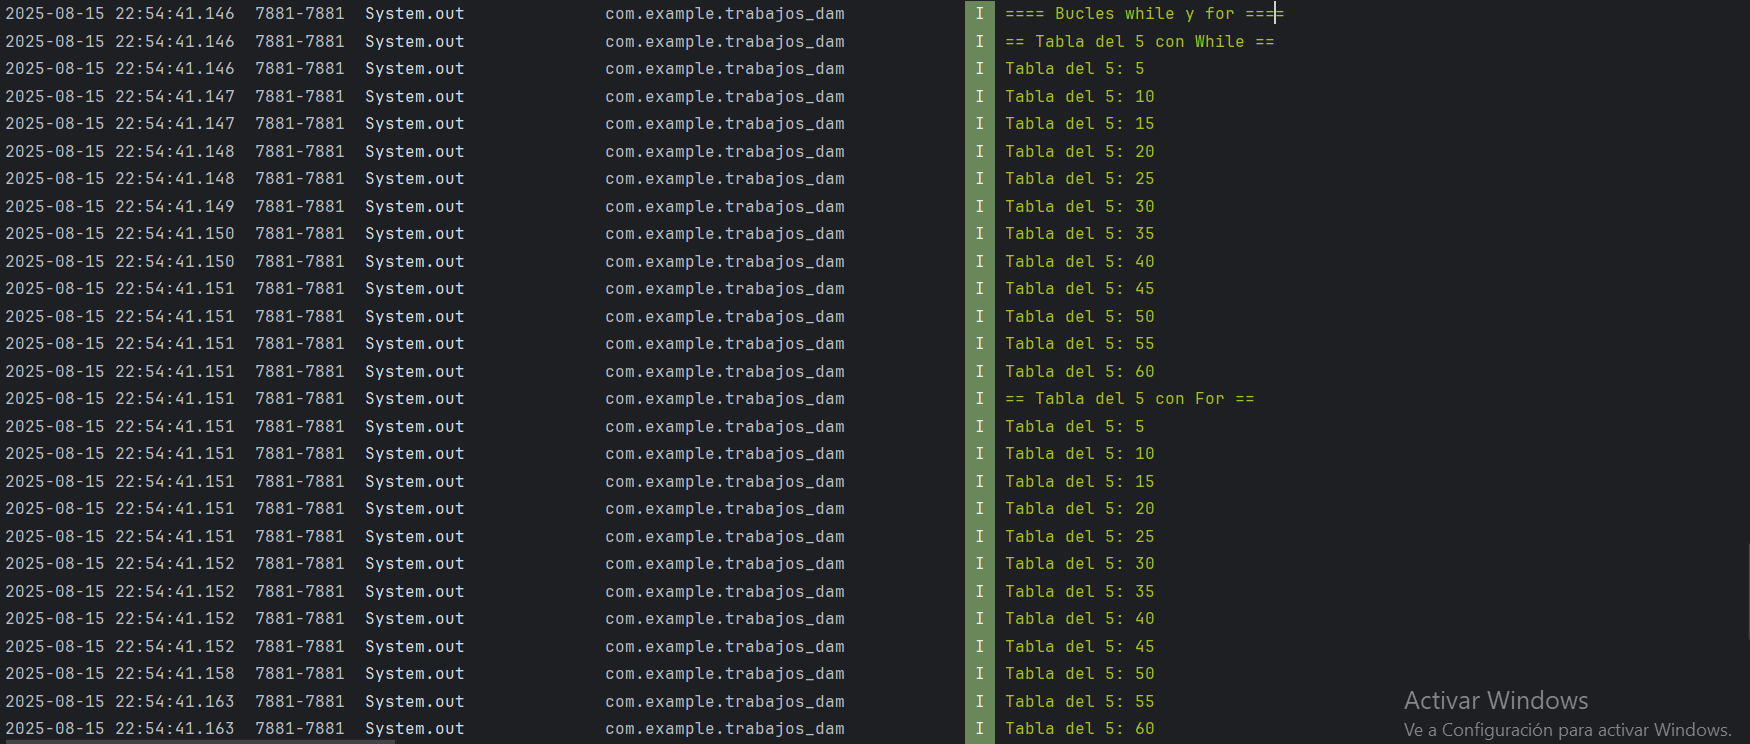 2025-08-15 22:54:41.146  7881-7881  System.out  com.example.trabajos_dam  I  ==== Bucles while y for ====
2025-08-15 22:54:41.146  7881-7881  System.out  com.example.trabajos_dam  I  == Tabla del 5 con While ==
2025-08-15 22:54:41.146  7881-7881  System.out  com.example.trabajos_dam  I  Tabla del 5: 5
2025-08-15 22:54:41.147  7881-7881  System.out  com.example.trabajos_dam  I  Tabla del 5: 10
2025-08-15 22:54:41.147  7881-7881  System.out  com.example.trabajos_dam  I  Tabla del 5: 15
2025-08-15 22:54:41.148  7881-7881  System.out  com.example.trabajos_dam  I  Tabla del 5: 20
2025-08-15 22:54:41.148  7881-7881  System.out  com.example.trabajos_dam  I  Tabla del 5: 25
2025-08-15 22:54:41.149  7881-7881  System.out  com.example.trabajos_dam  I  Tabla del 5: 30
2025-08-15 22:54:41.150  7881-7881  System.out  com.example.trabajos_dam  I  Tabla del 5: 35
2025-08-15 22:54:41.150  7881-7881  System.out  com.example.trabajos_dam  I  Tabla del 5: 40
2025-08-15 22:54:41.151  7881-7881  System.out  com.example.trabajos_dam  I  Tabla del 5: 45
2025-08-15 22:54:41.151  7881-7881  System.out  com.example.trabajos_dam  I  Tabla del 5: 50
2025-08-15 22:54:41.151  7881-7881  System.out  com.example.trabajos_dam  I  Tabla del 5: 55
2025-08-15 22:54:41.151  7881-7881  System.out  com.example.trabajos_dam  I  Tabla del 5: 60
2025-08-15 22:54:41.151  7881-7881  System.out  com.example.trabajos_dam  I  == Tabla del 5 con For ==
2025-08-15 22:54:41.151  7881-7881  System.out  com.example.trabajos_dam  I  Tabla del 5: 5
2025-08-15 22:54:41.151  7881-7881  System.out  com.example.trabajos_dam  I  Tabla del 5: 10
2025-08-15 22:54:41.151  7881-7881  System.out  com.example.trabajos_dam  I  Tabla del 5: 15
2025-08-15 22:54:41.151  7881-7881  System.out  com.example.trabajos_dam  I  Tabla del 5: 20
2025-08-15 22:54:41.151  7881-7881  System.out  com.example.trabajos_dam  I  Tabla del 5: 25
2025-08-15 22:54:41.152  7881-7881  System.out  com.example.trabajos_dam  I  Tabla del 5: 30
2025-08-15 22:54:41.152  7881-7881  System.out  com.example.trabajos_dam  I  Tabla del 5: 35
2025-08-15 22:54:41.152  7881-7881  System.out  com.example.trabajos_dam  I  Tabla del 5: 40
2025-08-15 22:54:41.152  7881-7881  System.out  com.example.trabajos_dam  I  Tabla del 5: 45
2025-08-15 22:54:41.158  7881-7881  System.out  com.example.trabajos_dam  I  Tabla del 5: 50
2025-08-15 22:54:41.163  7881-7881  System.out  com.example.trabajos_dam  I  Tabla del 5: 55
2025-08-15 22:54:41.163  7881-7881  System.out  com.example.trabajos_dam  I  Tabla del 5: 60
Activar Windows
Ve a Configuración para activar Windows.